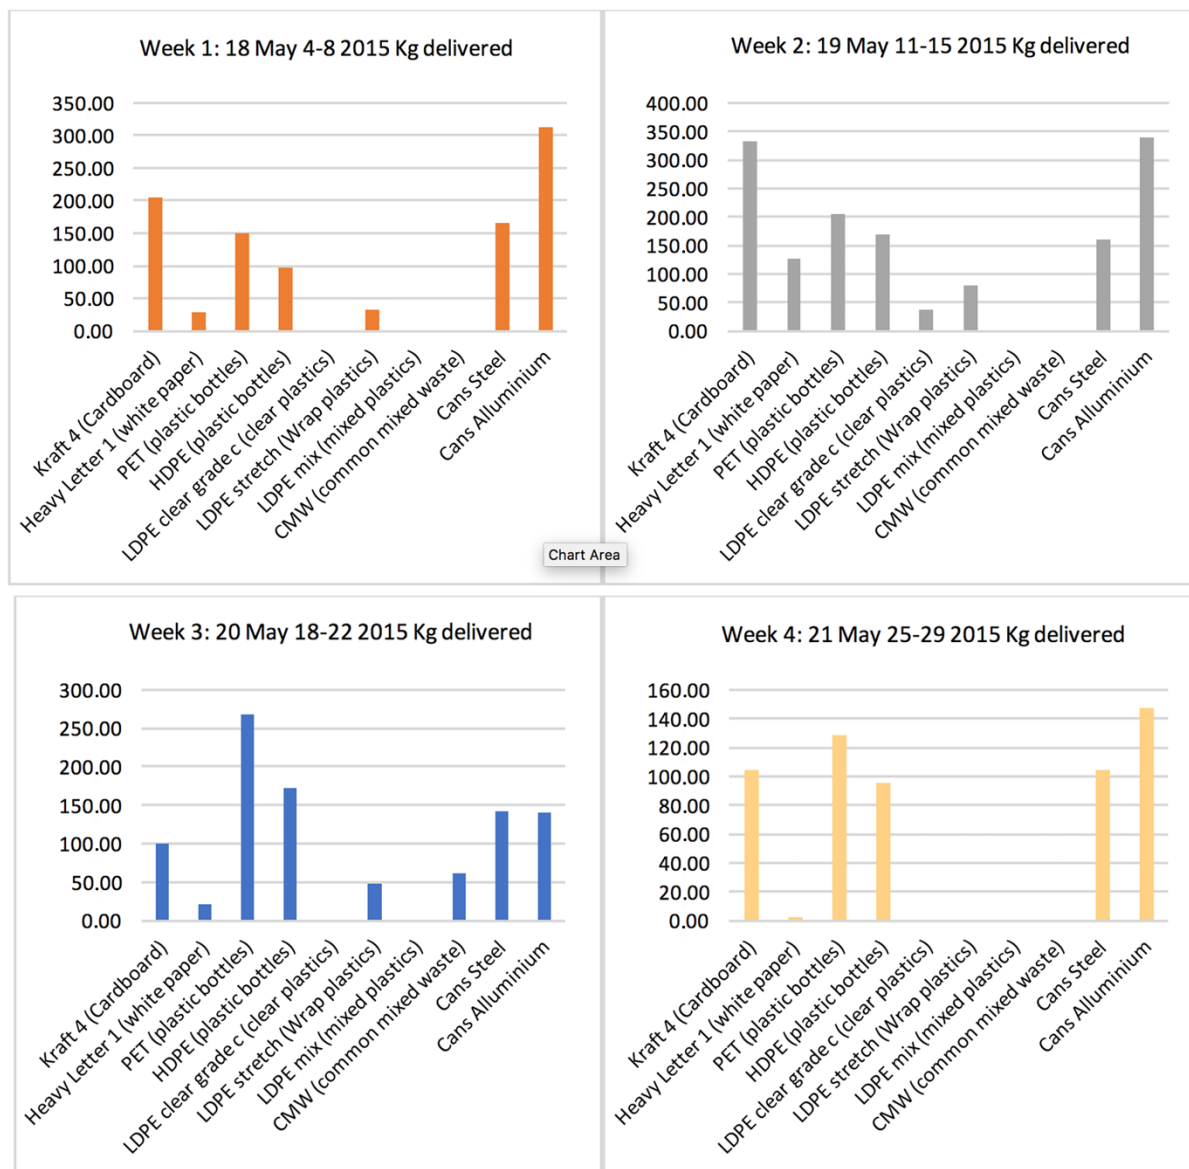 Week 1: 18 May 4-8 2015 Kg delivered
350.00
300.00
250.00
200.00
150.00
100.00
50.00
0.00
Kraft 4 (Cardboard)
Heavy Letter 1 (white paper)
PET (plastic bottles)
HDPE (plastic bottles)
LDPE clear grade c (clear plastics)
LDPE stretch (Wrap plastics)
LDPE mix (mixed plastics)
CMW (common mixed waste)
Cans Steel
Cans Alluminium
Week 2: 19 May 11-15 2015 Kg delivered
400.00
350.00
300.00
250.00
200.00
150.00
100.00
50.00
0.00
Kraft 4 (Cardboard)
Heavy Letter 1 (white paper)
PET (plastic bottles)
HDPE (plastic bottles)
LDPE clear grade c (clear plastics)
LDPE stretch (Wrap plastics)
LDPE mix (mixed plastics)
CMW (common mixed waste)
Cans Steel
Cans Alluminium
Chart Area
Week 3: 20 May 18-22 2015 Kg delivered
300.00
250.00
200.00
150.00
100.00
50.00
0.00
Kraft 4 (Cardboard)
Heavy Letter 1 (white paper)
PET (plastic bottles)
HDPE (plastic bottles)
LDPE clear grade c (clear plastics)
LDPE stretch (Wrap plastics)
LDPE mix (mixed plastics)
CMW (common mixed waste)
Cans Steel
Cans Alluminium
Week 4: 21 May 25-29 2015 Kg delivered
160.00
140.00
120.00
100.00
80.00
60.00
40.00
20.00
0.00
Kraft 4 (Cardboard)
Heavy Letter 1 (white paper)
PET (plastic bottles)
HDPE (plastic bottles)
LDPE clear grade c (clear plastics)
LDPE stretch (Wrap plastics)
LDPE mix (mixed plastics)
CMW (common mixed waste)
Cans Steel
Cans Alluminium